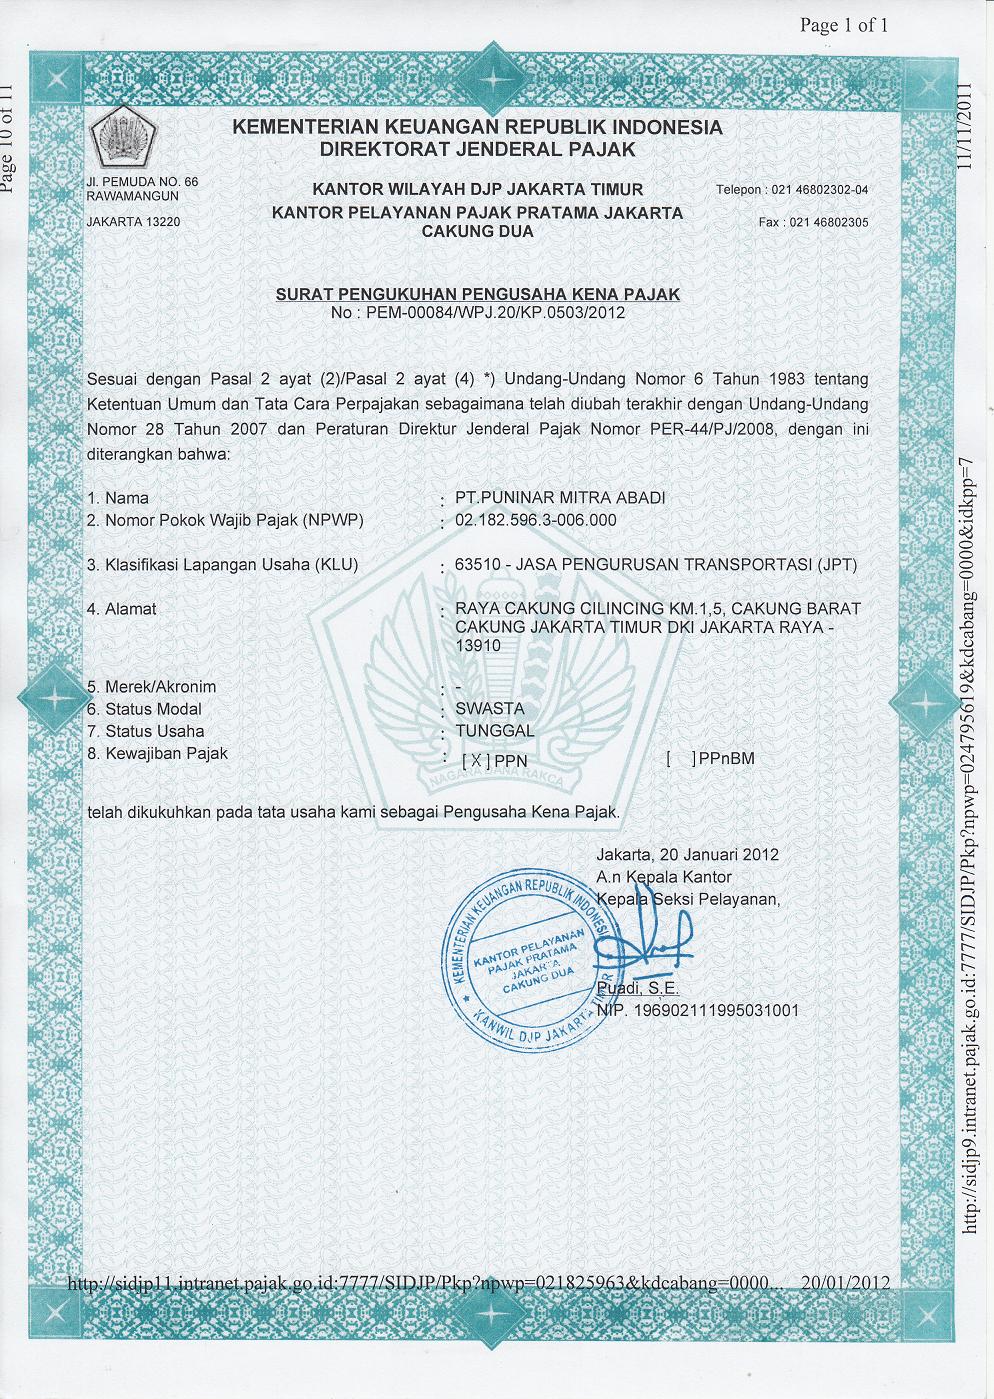 Page 1 of 1
Page 10 of 11
11/11/2011
KEMENTERIAN KEUANGAN REPUBLIK INDONESIA
DIREKTORAT JENDERAL PAJAK
Jl. PEMUDA NO. 66
RAWAMANGUN
JAKARTA 13220
KANTOR WILAYAH DJP JAKARTA TIMUR
KANTOR PELAYANAN PAJAK PRATAMA JAKARTA
CAKUNG DUA
Telepon : 021 46802302-04
Fax : 021 46802305
SURAT PENGUKUHAN PENGUSAHA KENA PAJAK
No : PEM-00084/WPJ.20/KP.0503/2012
Sesuai dengan Pasal 2 ayat (2)/Pasal 2 ayat (4) *) Undang-Undang Nomor 6 Tahun 1983 tentang
Ketentuan Umum dan Tata Cara Perpajakan sebagaimana telah diubah terakhir dengan Undang-Undang
Nomor 28 Tahun 2007 dan Peraturan Direktur Jenderal Pajak Nomor PER-44/PJ/2008, dengan ini
diterangkan bahwa:
1. Nama : PT.PUNINAR MITRA ABADI
2. Nomor Pokok Wajib Pajak (NPWP) : 02.182.596.3-006.000
3. Klasifikasi Lapangan Usaha (KLU) : 63510 - JASA PENGURUSAN TRANSPORTASI (JPT)
4. Alamat : RAYA CAKUNG CILINCING KM.1,5, CAKUNG BARAT
CAKUNG JAKARTA TIMUR DKI JAKARTA RAYA -
13910
5. Merek/Akronim : -
6. Status Modal : SWASTA
7. Status Usaha : TUNGGAL
8. Kewajiban Pajak : [ X ] PPN [ ] PPnBM
NAGARA DANA RAKCA
telah dikukuhkan pada tata usaha kami sebagai Pengusaha Kena Pajak.
Jakarta, 20 Januari 2012
A.n Kepala Kantor
Kepala Seksi Pelayanan,
KEMENTERIAN KEUANGAN REPUBLIK INDONESIA
KANTOR PELAYANAN
PAJAK PRATAMA
JAKARTA
CAKUNG DUA
KANWIL DJP JAKARTA TIMUR
Puadi, S.E.
NIP. 196902111995031001
http://sidjp9.intranet.pajak.go.id:7777/SIDJP/Pkp?npwp=024795619&kdcabang=0000&idkpp=7
http://sidjp11.intranet.pajak.go.id:7777/SIDJP/Pkp?npwp=021825963&kdcabang=0000... 20/01/2012